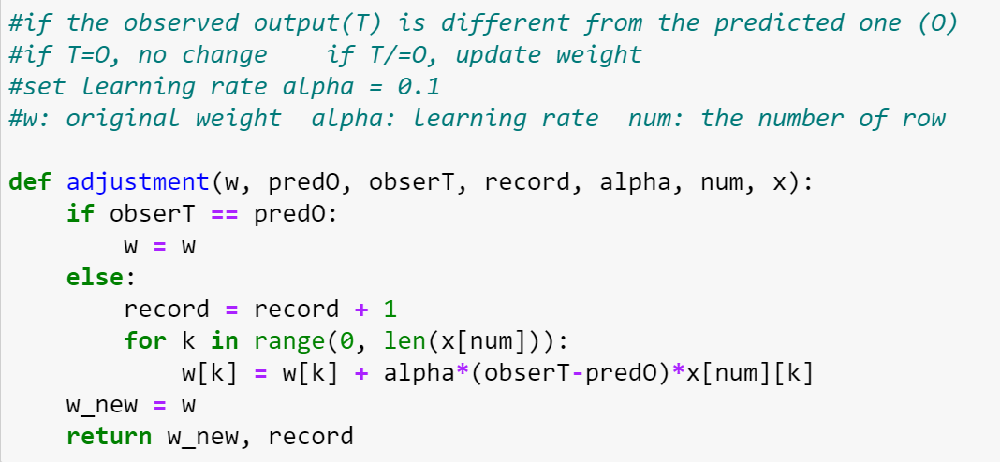 #if the observed output(T) is different from the predicted one (O)
#if T=O, no change    if T/=O, update weight
#set learning rate alpha = 0.1
#w: original weight  alpha: learning rate  num: the number of row

def adjustment(w, predO, obserT, record, alpha, num, x):
    if obserT == predO:
        w = w
    else:
        record = record + 1
        for k in range(0, len(x[num])):
            w[k] = w[k] + alpha*(obserT-predO)*x[num][k]
    w_new = w
    return w_new, record